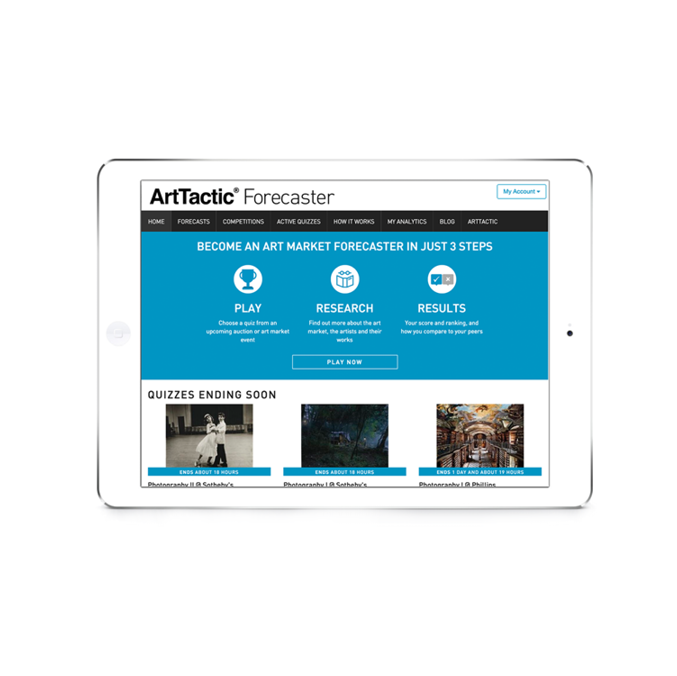 ArtTactic® Forecaster
My Account
HOME FORECASTS COMPETITIONS ACTIVE QUIZZES HOW IT WORKS MY ANALYTICS BLOG ARTTACTIC
BECOME AN ART MARKET FORECASTER IN JUST 3 STEPS
PLAY
Choose a quiz from an
upcoming auction or art market
event
RESEARCH
Find out more about the art
market, the artists and their
works
RESULTS
Your score and ranking, and
how you compare to your peers
PLAY NOW
QUIZZES ENDING SOON
ENDS ABOUT 18 HOURS
ENDS ABOUT 18 HOURS
ENDS 1 DAY AND ABOUT 19 HOURS
Photography II @ Sotheby's
Photography I @ Sotheby's
Photography I @ Phillips